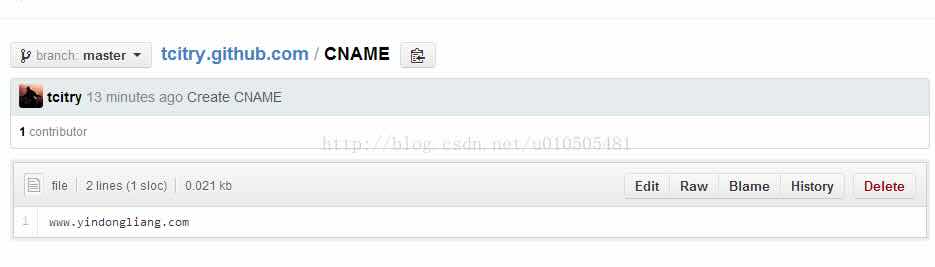 branch: master tcitry.github.com / CNAME
tcitry 13 minutes ago Create CNAME
1 contributor
http://blog.csdn.net/u010505481
file 2 lines (1 sloc) 0.021 kb Edit Raw Blame History Delete
1 www.yindongliang.com